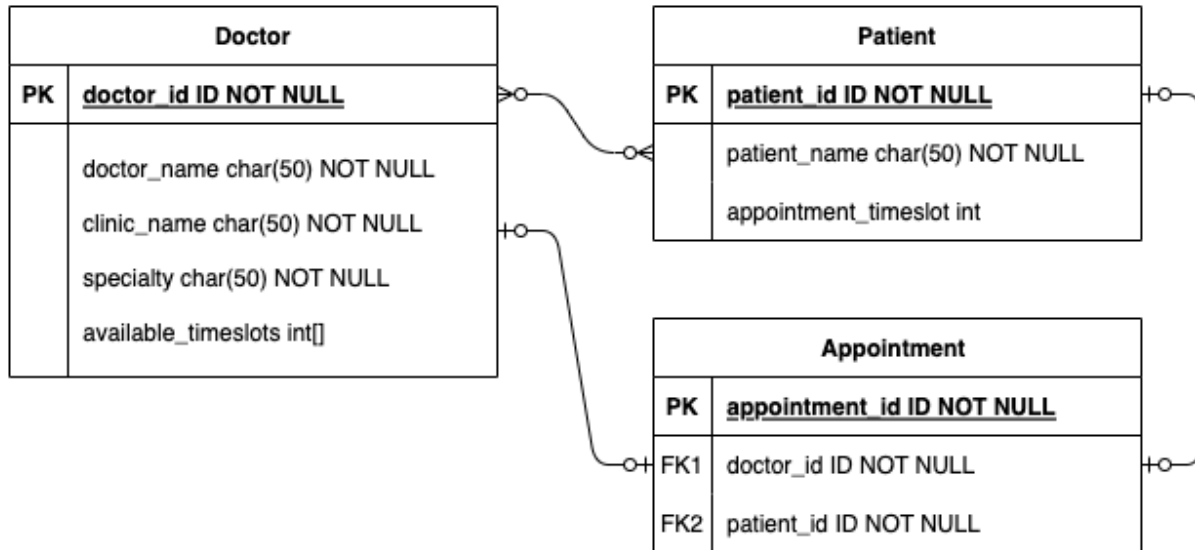 Doctor
PK doctor_id ID NOT NULL
doctor_name char(50) NOT NULL
clinic_name char(50) NOT NULL
specialty char(50) NOT NULL
available_timeslots int[]
Patient
PK patient_id ID NOT NULL
patient_name char(50) NOT NULL
appointment_timeslot int
Appointment
PK appointment_id ID NOT NULL
FK1 doctor_id ID NOT NULL
FK2 patient_id ID NOT NULL